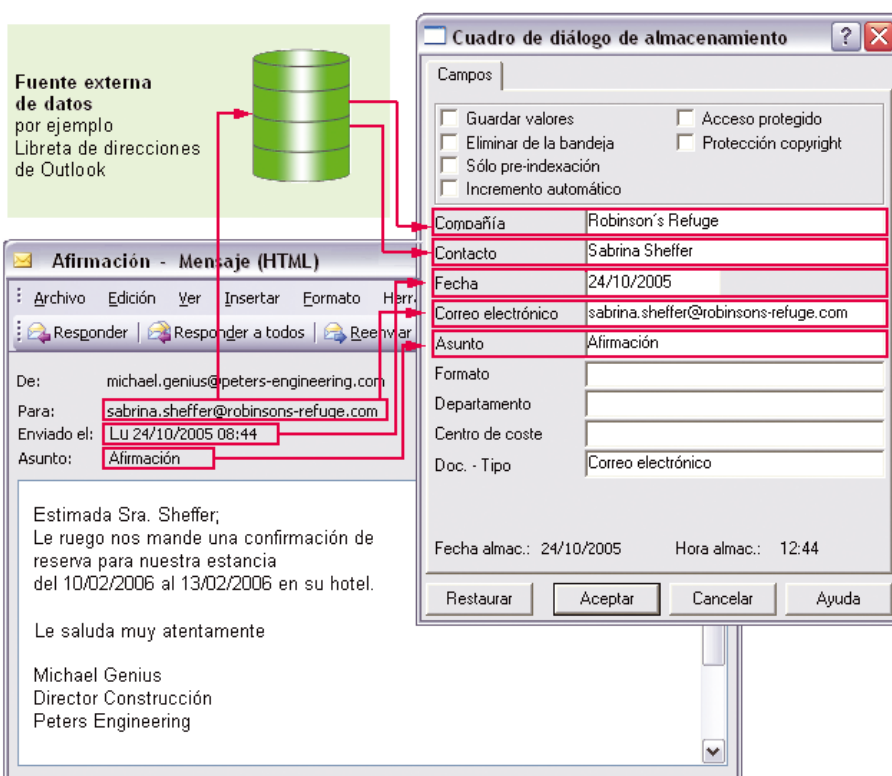 Fuente externa
de datos
por ejemplo
Libreta de direcciones
de Outlook
Cuadro de diálogo de almacenamiento
?
Campos
Guardar valores
Acceso protegido
Eliminar de la bandeja
Protección copyright
Sólo pre-indexación
Incremento automático
Compañía Robinson´s Refuge
Contacto Sabrina Sheffer
Fecha 24/10/2005
Correo electrónico sabrina.sheffer@robinsons-refuge.com
Asunto Afirmación
Formato
Departamento
Centro de coste
Doc. - Tipo Correo electrónico
Fecha almac.: 24/10/2005 Hora almac.: 12:44
Restaurar Aceptar Cancelar Ayuda
Afirmación - Mensaje (HTML)
Archivo Edición Ver Insertar Formato Herra
Responder Responder a todos Reenviar
De: michael.genius@peters-engineering.com
Para: sabrina.sheffer@robinsons-refuge.com
Enviado el: Lu 24/10/2005 08:44
Asunto: Afirmación
Estimada Sra. Sheffer;
Le ruego nos mande una confirmación de
reserva para nuestra estancia
del 10/02/2006 al 13/02/2006 en su hotel.
Le saluda muy atentamente
Michael Genius
Director Construcción
Peters Engineering